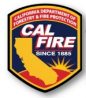 CALIFORNIA DEPARTMENT OF
FORESTRY & FIRE PROTECTION
CAL
FIRE
SINCE 1885